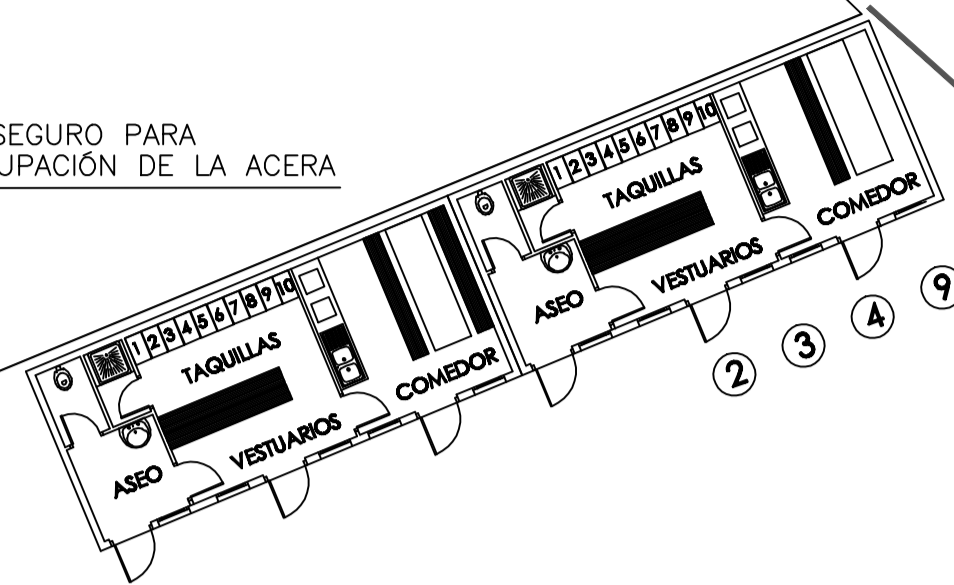 SEGURO PARA
UPACIÓN DE LA ACERA
1 2 3 4 5 6 7 8 9 10
TAQUILLAS
ASEO
VESTUARIOS
COMEDOR
1 2 3 4 5 6 7 8 9 10
TAQUILLAS
ASEO
VESTUARIOS
COMEDOR
2 3 4 9